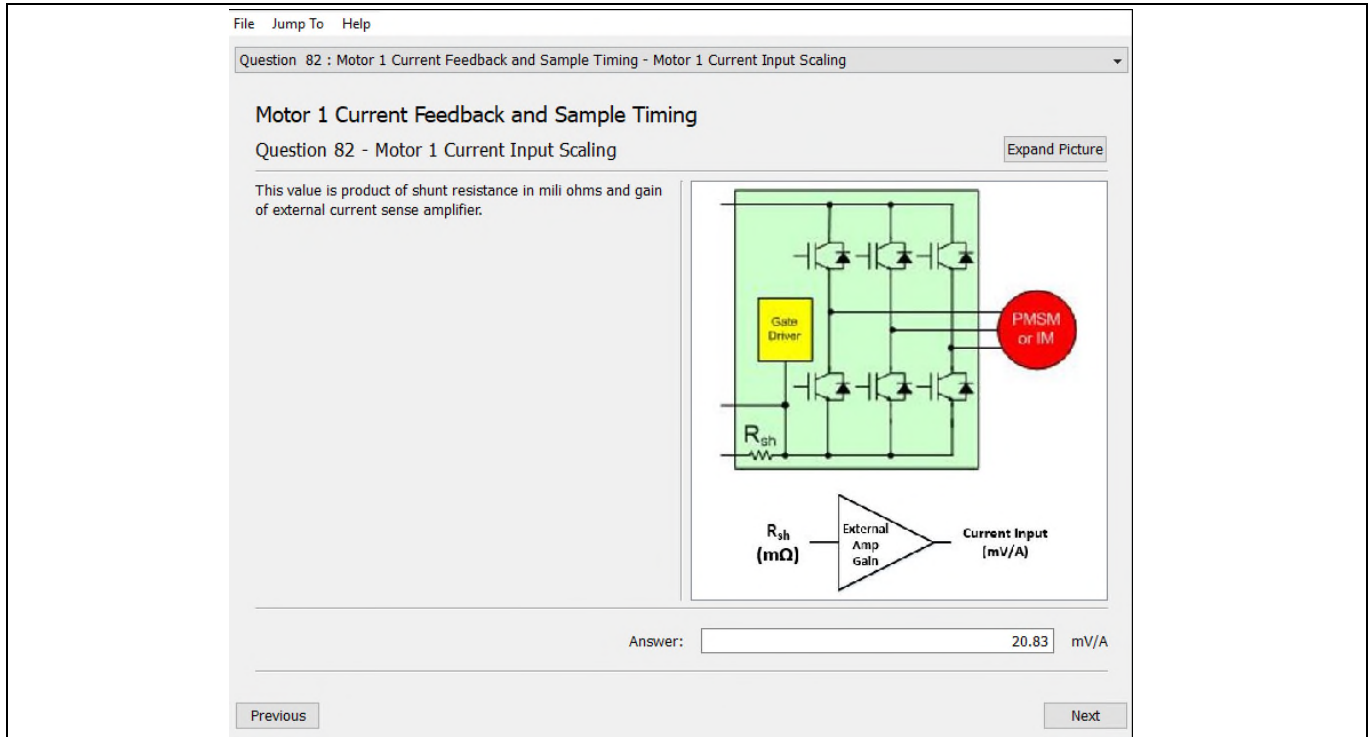 File Jump To Help
Question 82 : Motor 1 Current Feedback and Sample Timing - Motor 1 Current Input Scaling
Motor 1 Current Feedback and Sample Timing
Question 82 - Motor 1 Current Input Scaling
Expand Picture
This value is product of shunt resistance in mili ohms and gain
of external current sense amplifier.
Gate
Driver
PMSM
or IM
Rsh
Rsh
(mΩ)
External
Amp
Gain
Current Input
(mV/A)
Answer: 20.83 mV/A
Previous Next